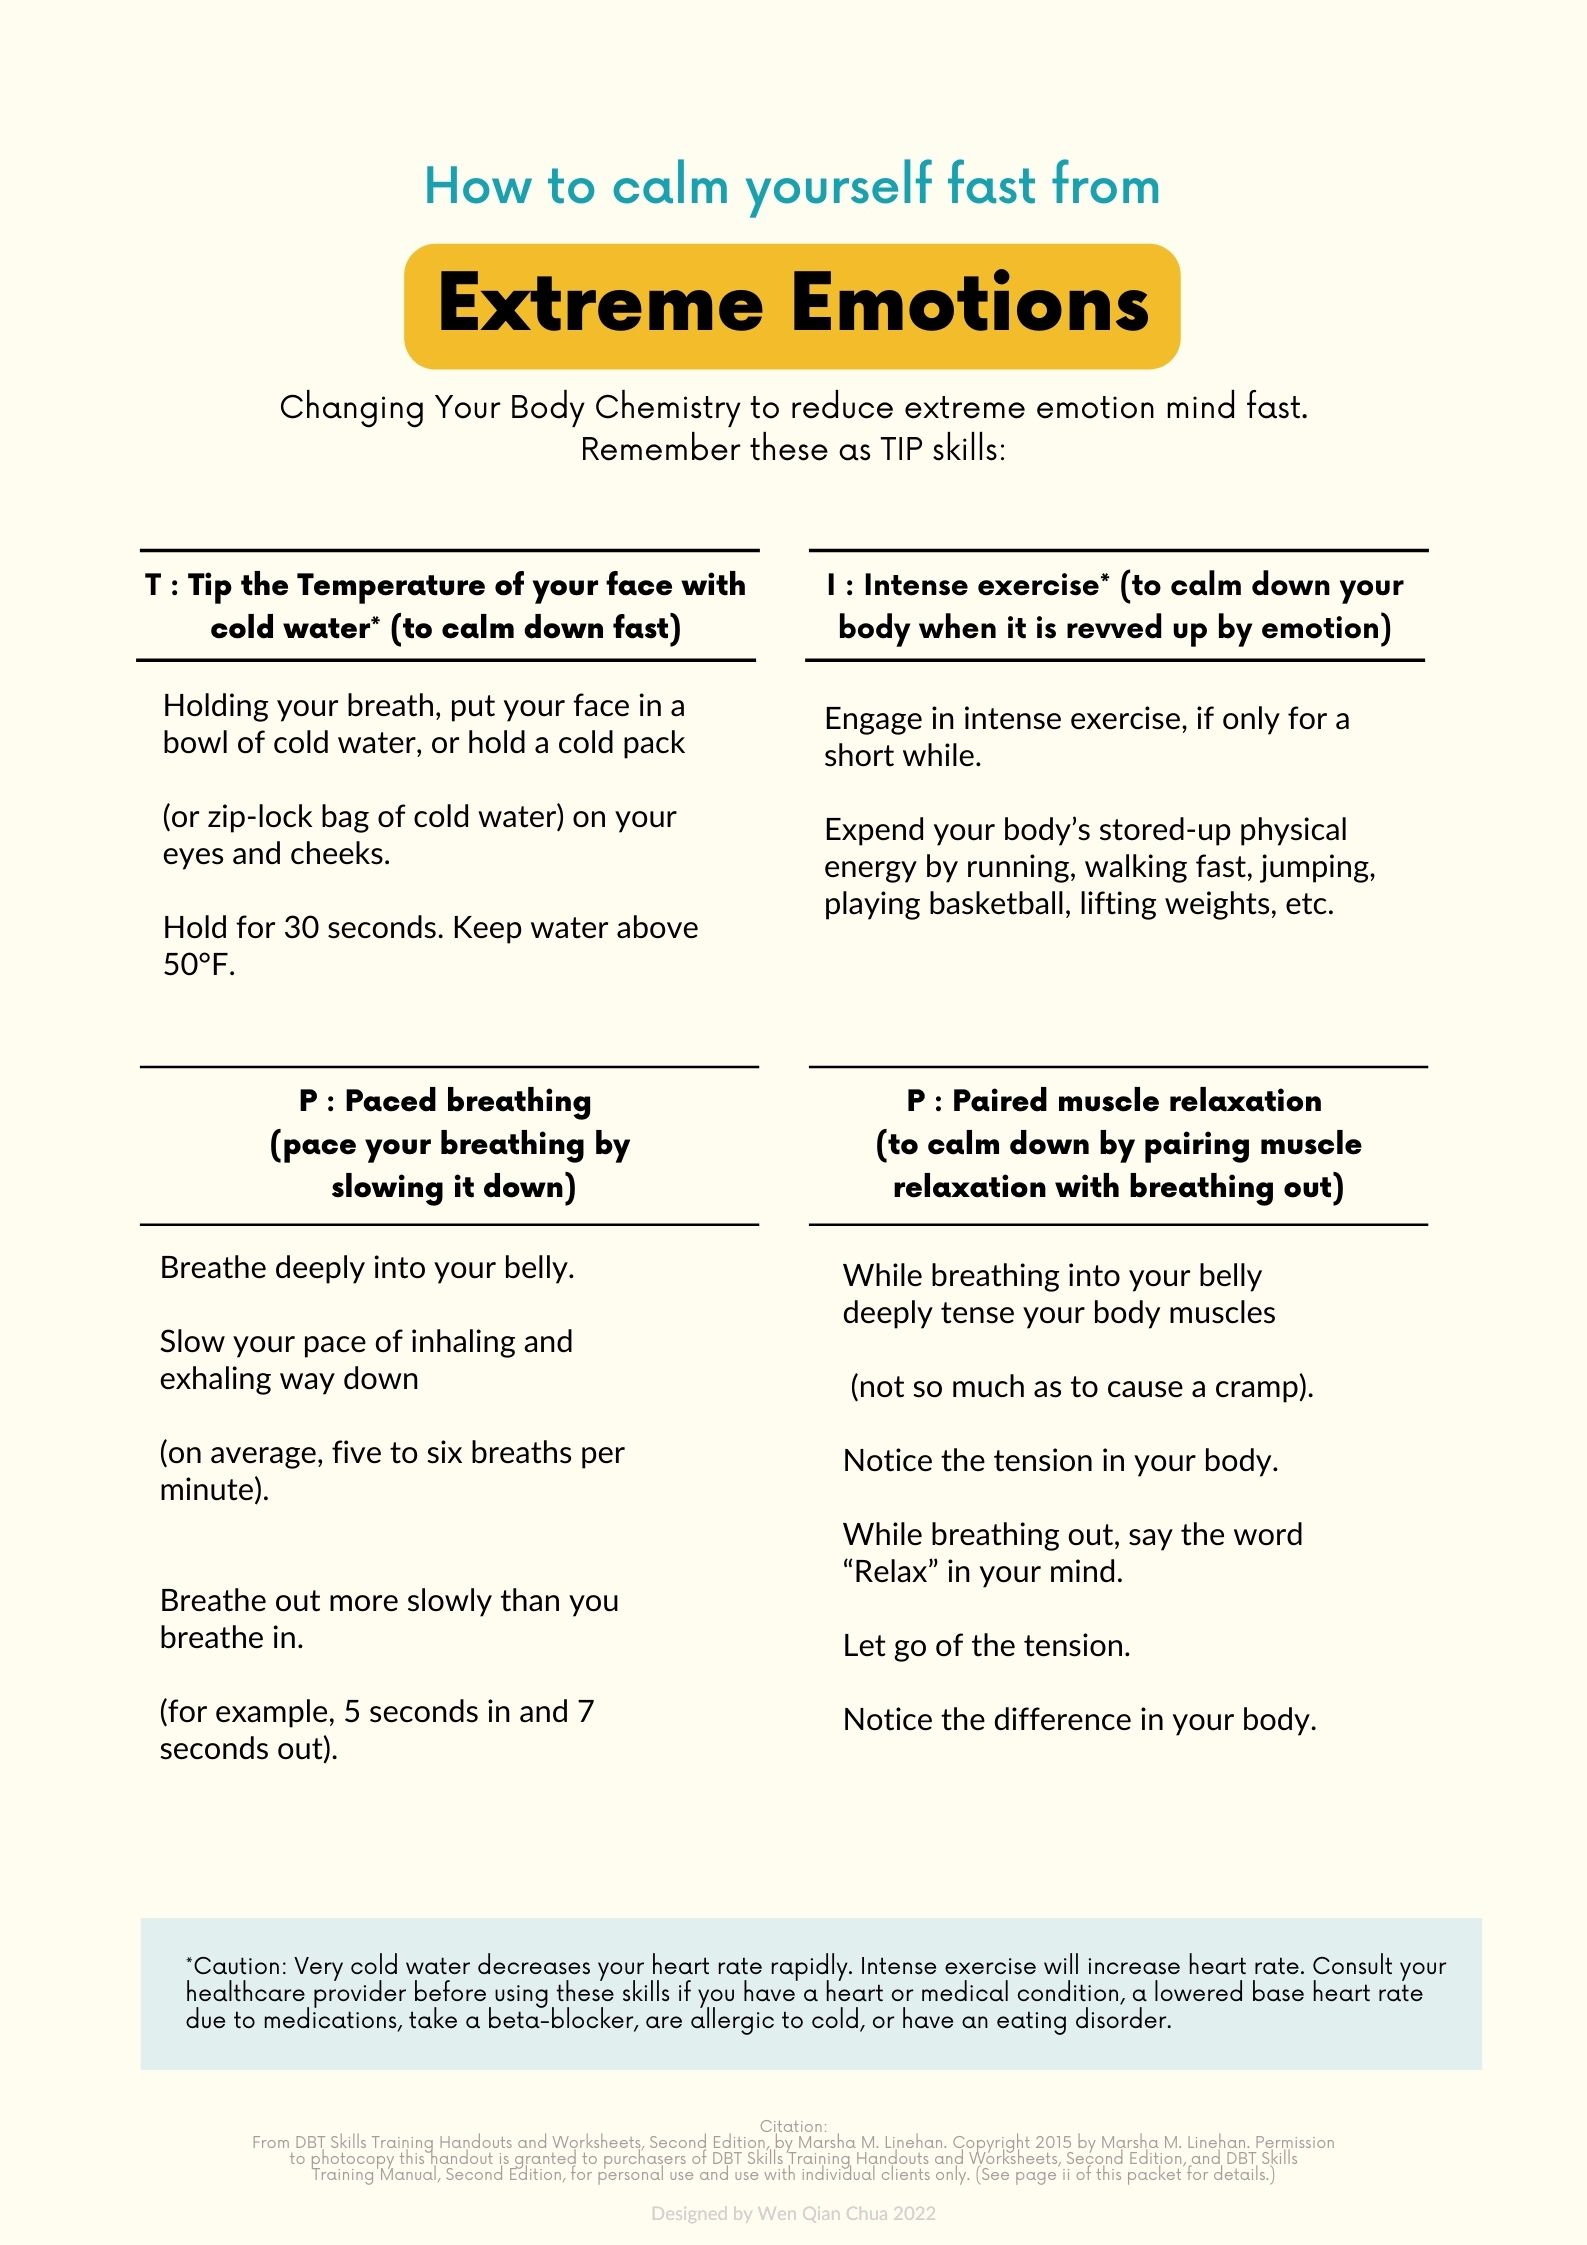 How to calm yourself fast from
Extreme Emotions
Changing Your Body Chemistry to reduce extreme emotion mind fast.
Remember these as TIP skills:
T : Tip the Temperature of your face with
cold water* (to calm down fast)
Holding your breath, put your face in a
bowl of cold water, or hold a cold pack
(or zip-lock bag of cold water) on your
eyes and cheeks.
Hold for 30 seconds. Keep water above
50°F.
I : Intense exercise* (to calm down your
body when it is revved up by emotion)
Engage in intense exercise, if only for a
short while.
Expend your body’s stored-up physical
energy by running, walking fast, jumping,
playing basketball, lifting weights, etc.
P : Paced breathing
(pace your breathing by
slowing it down)
Breathe deeply into your belly.
Slow your pace of inhaling and
exhaling way down
(on average, five to six breaths per
minute).
Breathe out more slowly than you
breathe in.
(for example, 5 seconds in and 7
seconds out).
P : Paired muscle relaxation
(to calm down by pairing muscle
relaxation with breathing out)
While breathing into your belly
deeply tense your body muscles
(not so much as to cause a cramp).
Notice the tension in your body.
While breathing out, say the word
“Relax” in your mind.
Let go of the tension.
Notice the difference in your body.
*Caution: Very cold water decreases your heart rate rapidly. Intense exercise will increase heart rate. Consult your
healthcare provider before using these skills if you have a heart or medical condition, a lowered base heart rate
due to medications, take a beta-blocker, are allergic to cold, or have an eating disorder.
Citation:
From DBT Skills Training Handouts and Worksheets, Second Edition, by Marsha M. Linehan. Copyright 2015 by Marsha M. Linehan. Permission
to photocopy this handout is granted to purchasers of DBT Skills Training Handouts and Worksheets, Second Edition, and DBT Skills
Training Manual, Second Edition, for personal use and use with individual clients only. (See page ii of this packet for details.)
Designed by Wen Qian Chua 2022